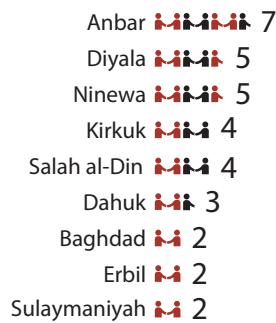 Anbar 7
Diyala 5
Ninewa 5
Kirkuk 4
Salah al-Din 4
Dahuk 3
Baghdad 2
Erbil 2
Sulaymaniyah 2